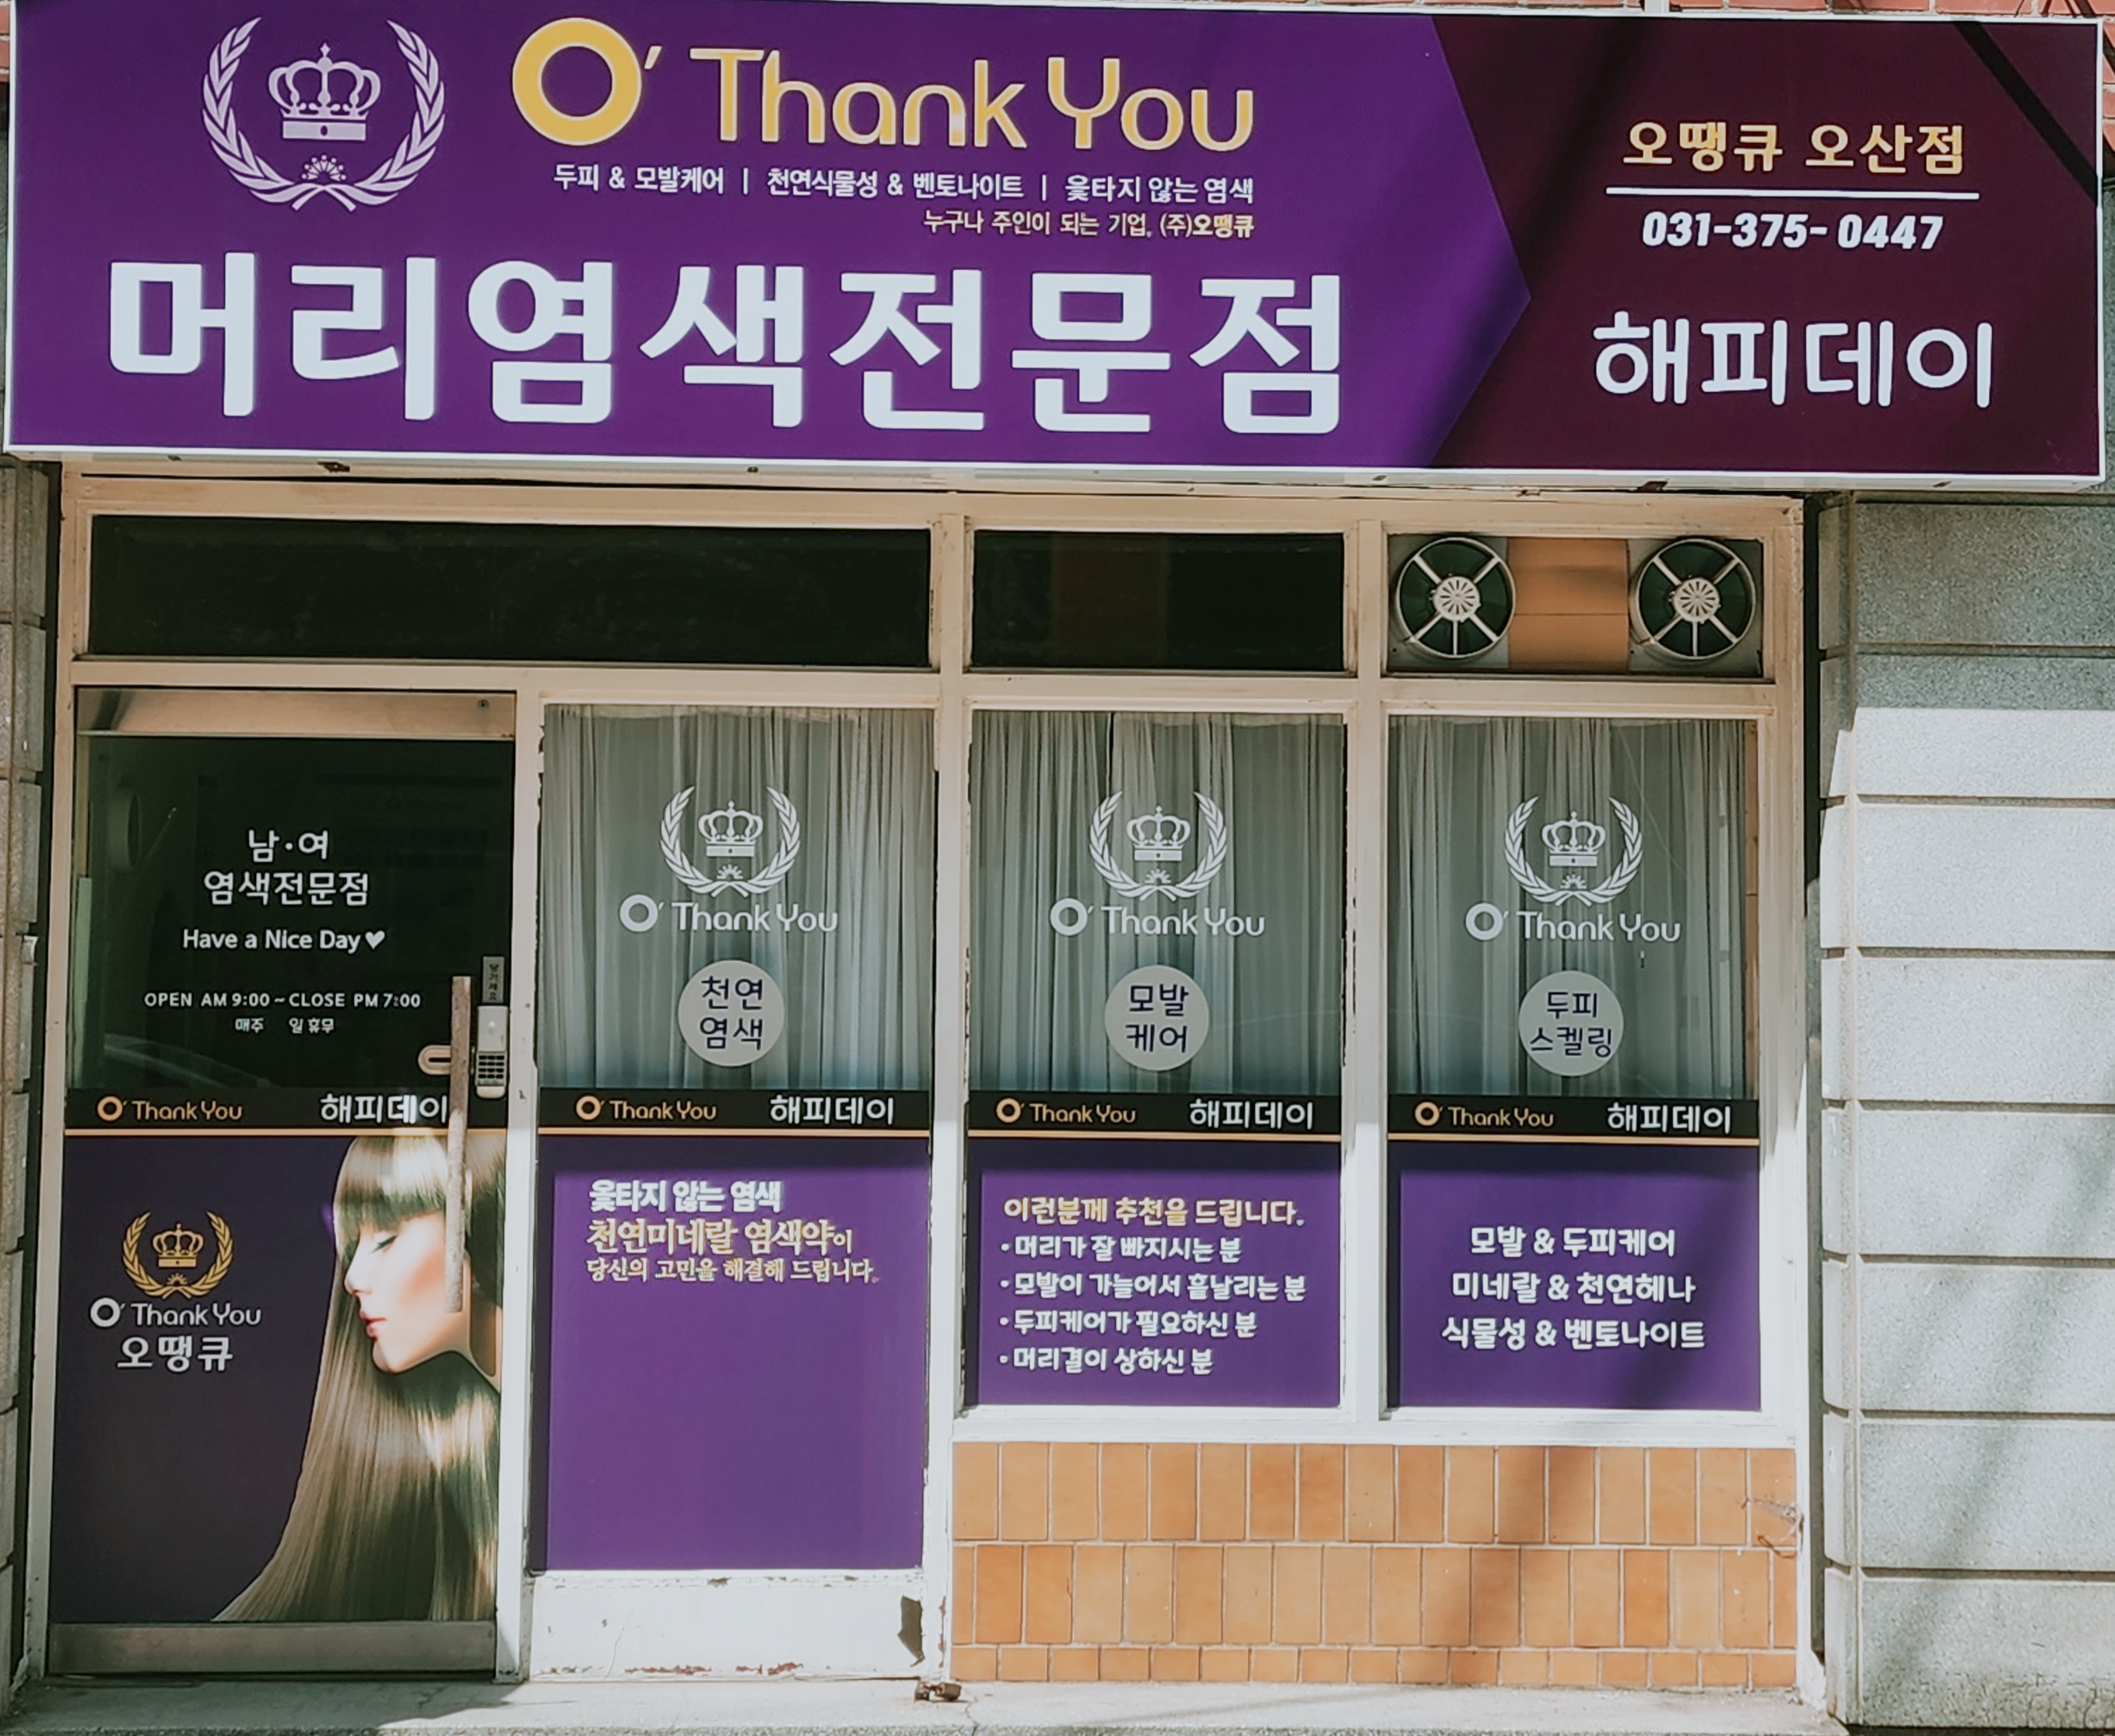 O' Thank You
두피 & 모발케어 | 천연식물성 & 벤토나이트 | 옻타지 않는 염색
누구나 주인이 되는 기업, (주)오땡큐
머리염색전문점
오땡큐 오산점
031-375-0447
해피데이
남·여
염색전문점
Have a Nice Day♥
OPEN AM 9:00 ~ CLOSE PM 7:00
매주 일 휴무
당기세요
O' Thank You 해피데이
O' Thank You
오땡큐
O' Thank You
천연
염색
O' Thank You 해피데이
옻타지 않는 염색
천연미네랄 염색약이
당신의 고민을 해결해 드립니다.
O' Thank You
모발
케어
O' Thank You 해피데이
이런분께 추천을 드립니다.
·머리가 잘 빠지시는 분
·모발이 가늘어서 흩날리는 분
·두피케어가 필요하신 분
·머리결이 상하신 분
O' Thank You
두피
스켈링
O' Thank You 해피데이
모발 & 두피케어
미네랄 & 천연헤나
식물성 & 벤토나이트